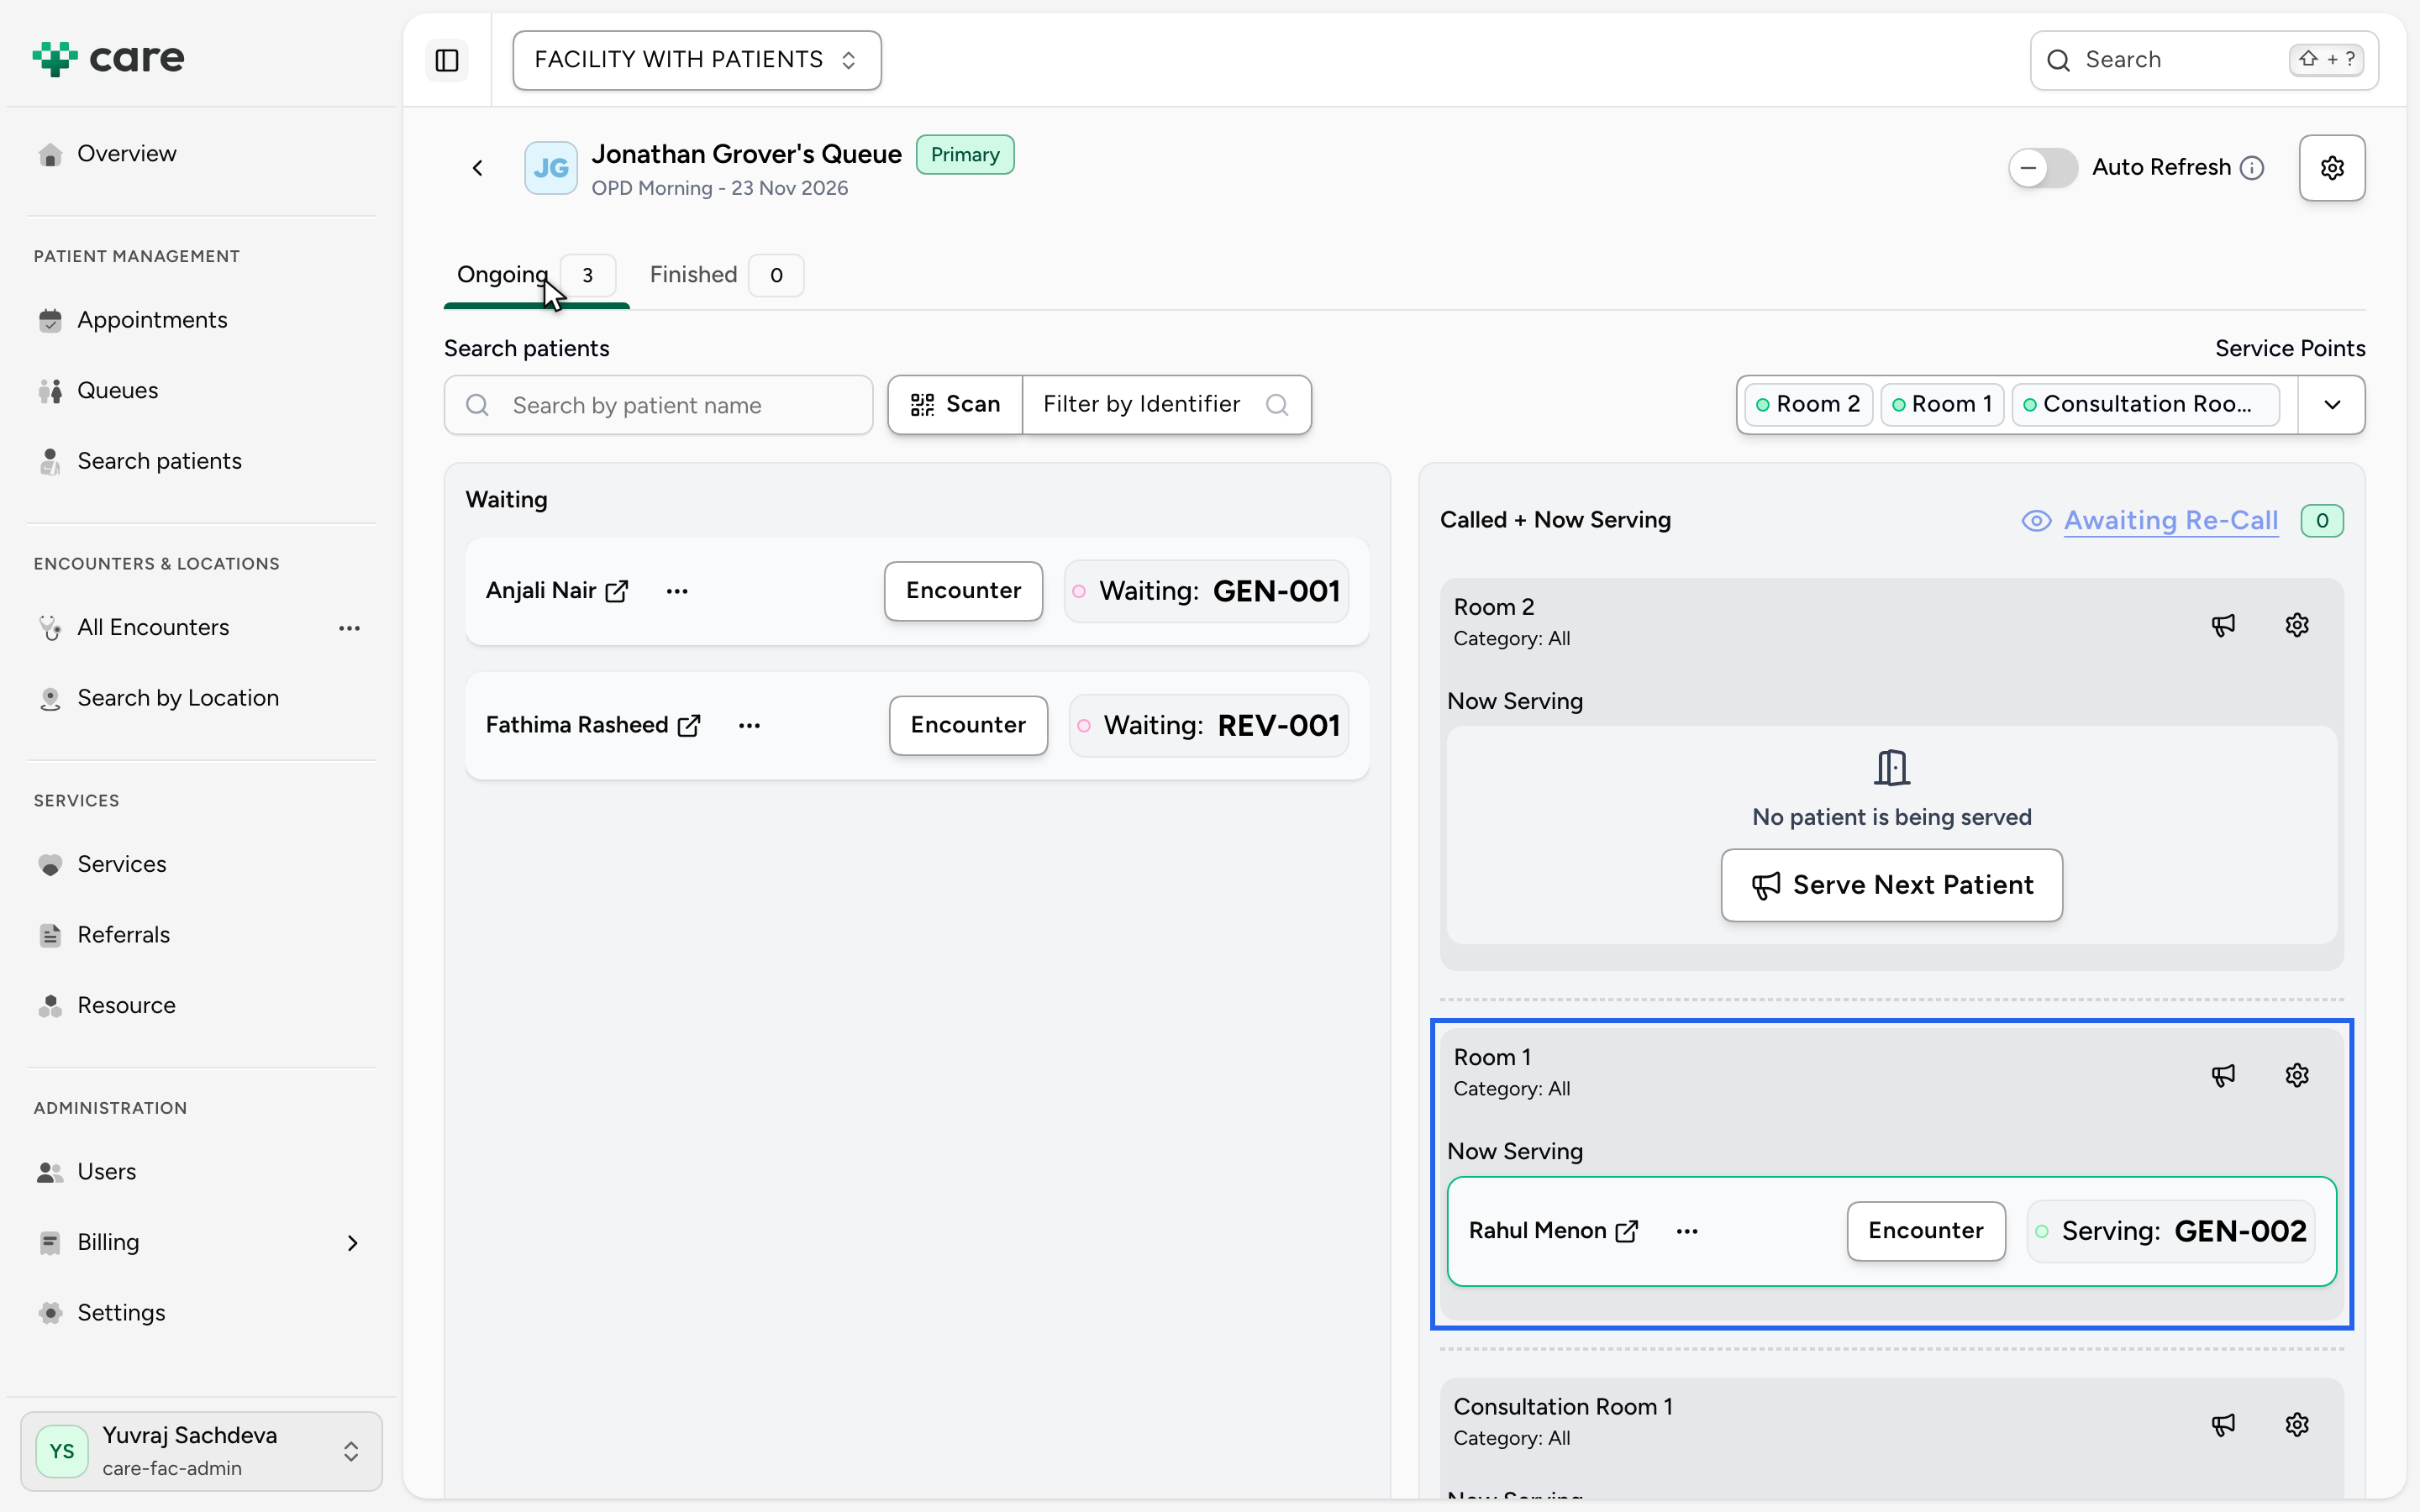 care
FACILITY WITH PATIENTS
Search
+ ?
Overview
PATIENT MANAGEMENT
Appointments
Queues
Search patients
ENCOUNTERS & LOCATIONS
All Encounters
Search by Location
SERVICES
Services
Referrals
Resource
ADMINISTRATION
Users
Billing
Settings
YS
Yuvraj Sachdeva
care-fac-admin
JG
Jonathan Grover's Queue
Primary
OPD Morning - 23 Nov 2026
Auto Refresh
Ongoing 3
Finished 0
Search patients
Service Points
Search by patient name
Scan
Filter by Identifier
Room 2
Room 1
Consultation Roo...
Waiting
Anjali Nair
Encounter
Waiting: GEN-001
Fathima Rasheed
Encounter
Waiting: REV-001
Called + Now Serving
Awaiting Re-Call
0
Room 2
Category: All
Now Serving
No patient is being served
Serve Next Patient
Room 1
Category: All
Now Serving
Rahul Menon
Encounter
Serving: GEN-002
Consultation Room 1
Category: All